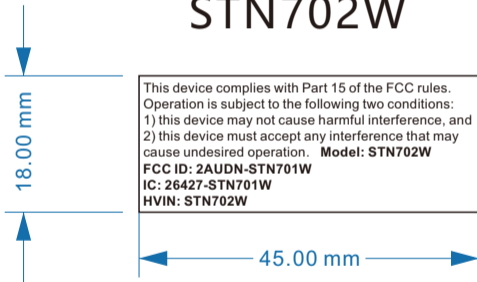 STN702W
This device complies with Part 15 of the FCC rules.
Operation is subject to the following two conditions:
1) this device may not cause harmful interference, and
2) this device must accept any interference that may
cause undesired operation. Model: STN702W
FCC ID: 2AUDN-STN701W
IC: 26427-STN701W
HVIN: STN702W
18.00 mm
45.00 mm